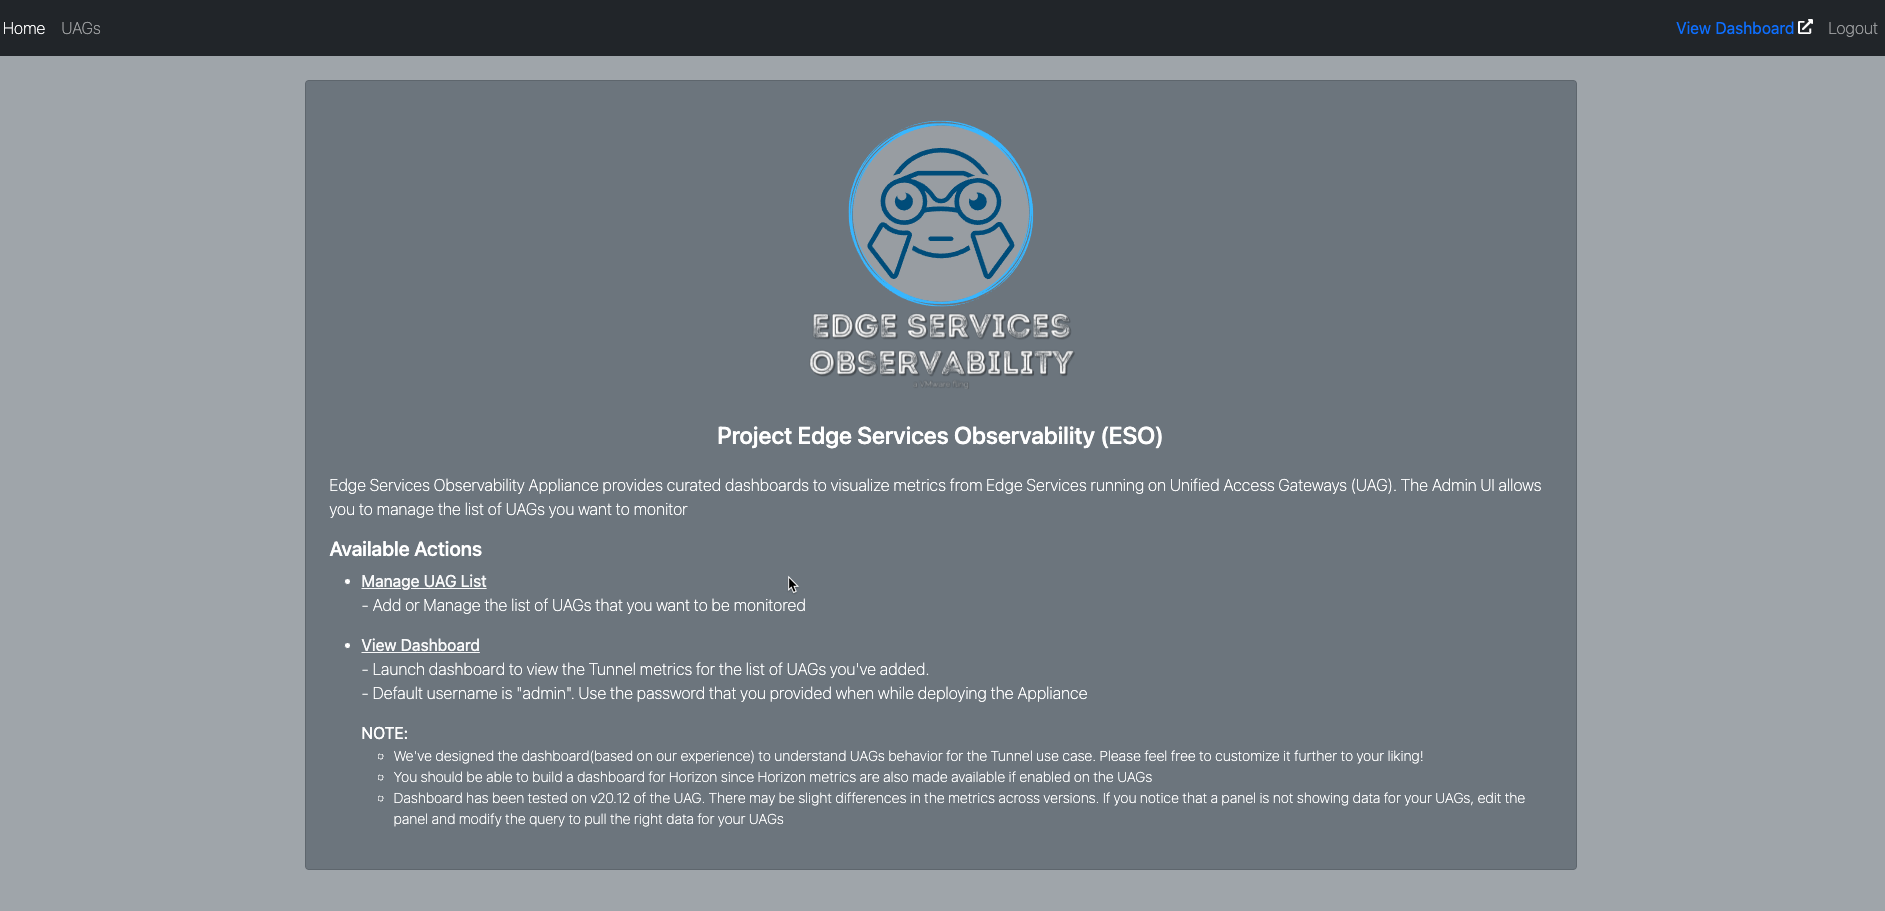 Home UAGs View Dashboard Logout
EDGE SERVICES
OBSERVABILITY
Project Edge Services Observability (ESO)
Edge Services Observability Appliance provides curated dashboards to visualize metrics from Edge Services running on Unified Access Gateways (UAG). The Admin UI allows
you to manage the list of UAGs you want to monitor
Available Actions
• Manage UAG List
- Add or Manage the list of UAGs that you want to be monitored
• View Dashboard
- Launch dashboard to view the Tunnel metrics for the list of UAGs you've added.
- Default username is "admin". Use the password that you provided when while deploying the Appliance
NOTE:
We've designed the dashboard(based on our experience) to understand UAGs behavior for the Tunnel use case. Please feel free to customize it further to your liking!
You should be able to build a dashboard for Horizon since Horizon metrics are also made available if enabled on the UAGs
Dashboard has been tested on v20.12 of the UAG. There may be slight differences in the metrics across versions. If you notice that a panel is not showing data for your UAGs, edit the
panel and modify the query to pull the right data for your UAGs